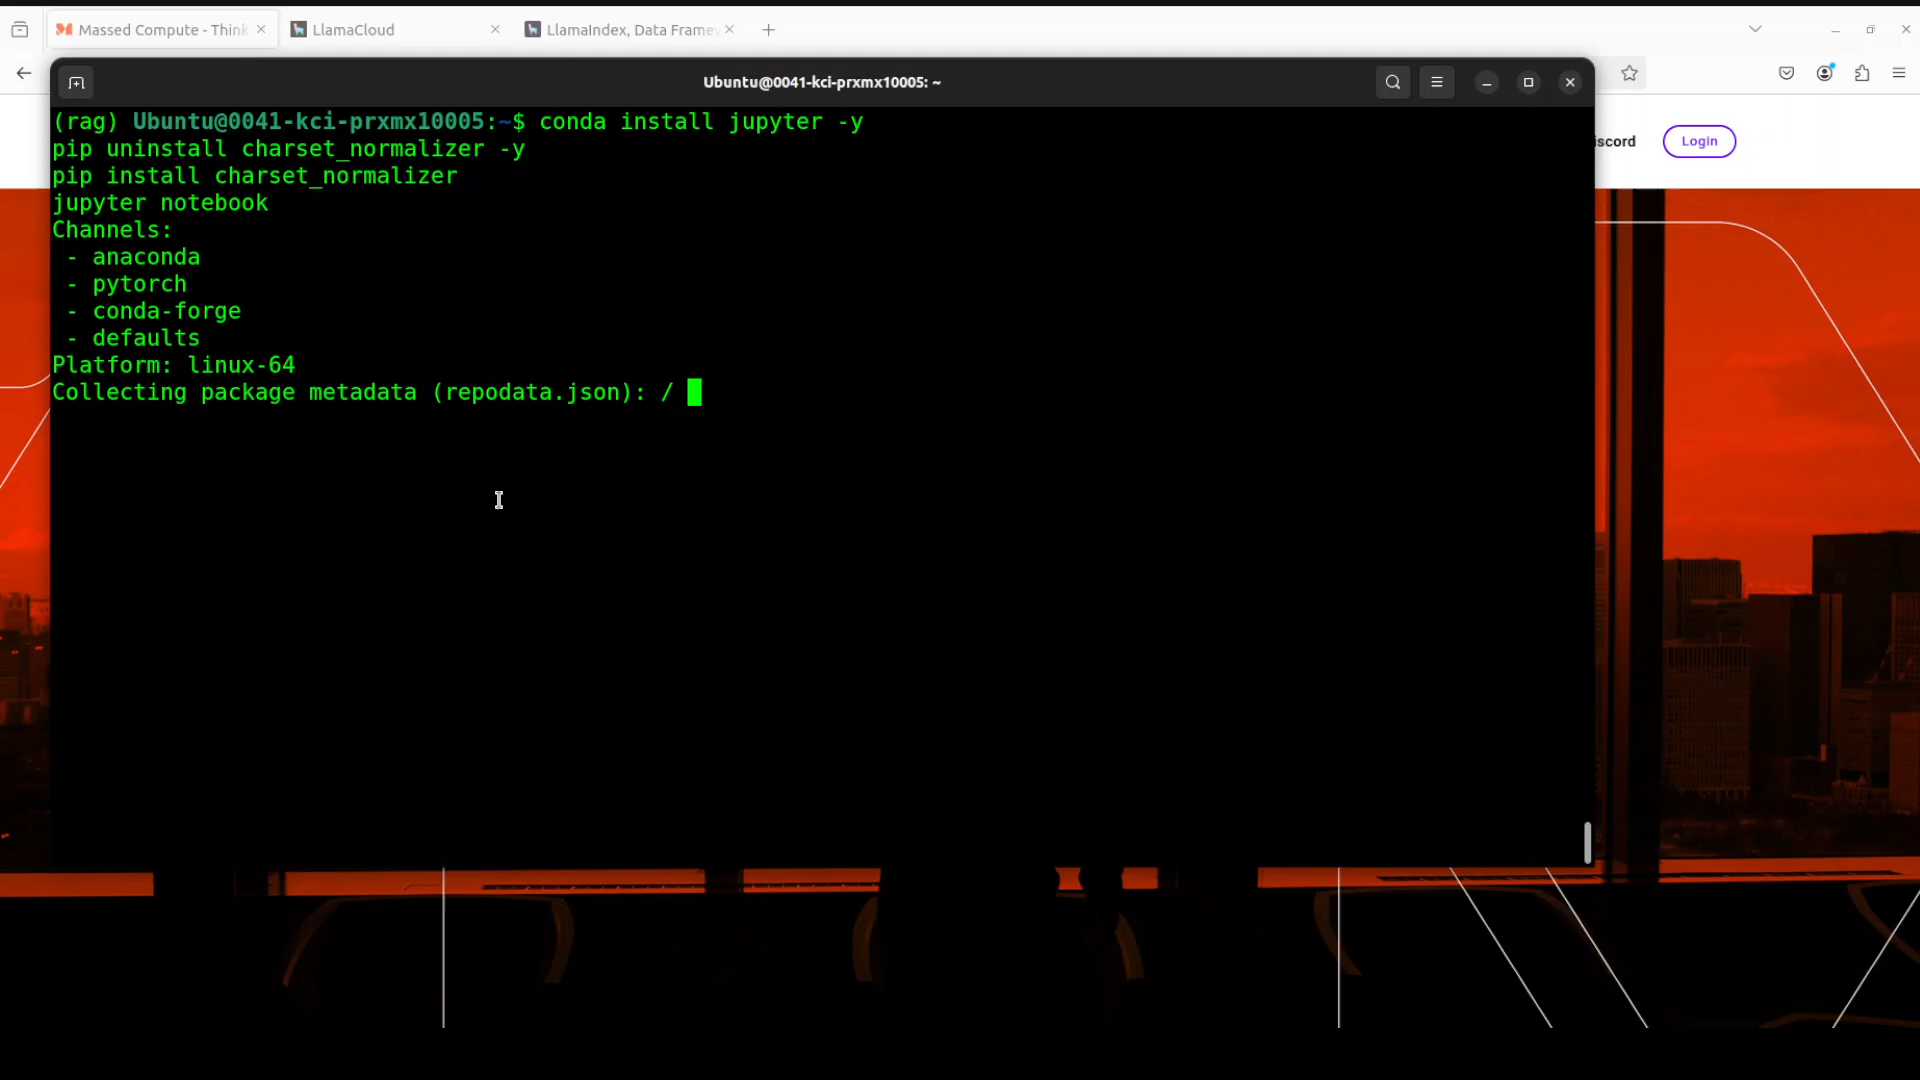 Massed Compute - Think
LlamaCloud
LlamaIndex, Data Framew
Ubuntu@0041-kci-prxmx10005: ~
iscord
Login
(rag) Ubuntu@0041-kci-prxmx10005:~$ conda install jupyter -y
pip uninstall charset_normalizer -y
pip install charset_normalizer
jupyter notebook
Channels:
- anaconda
- pytorch
- conda-forge
- defaults
Platform: linux-64
Collecting package metadata (repodata.json): /